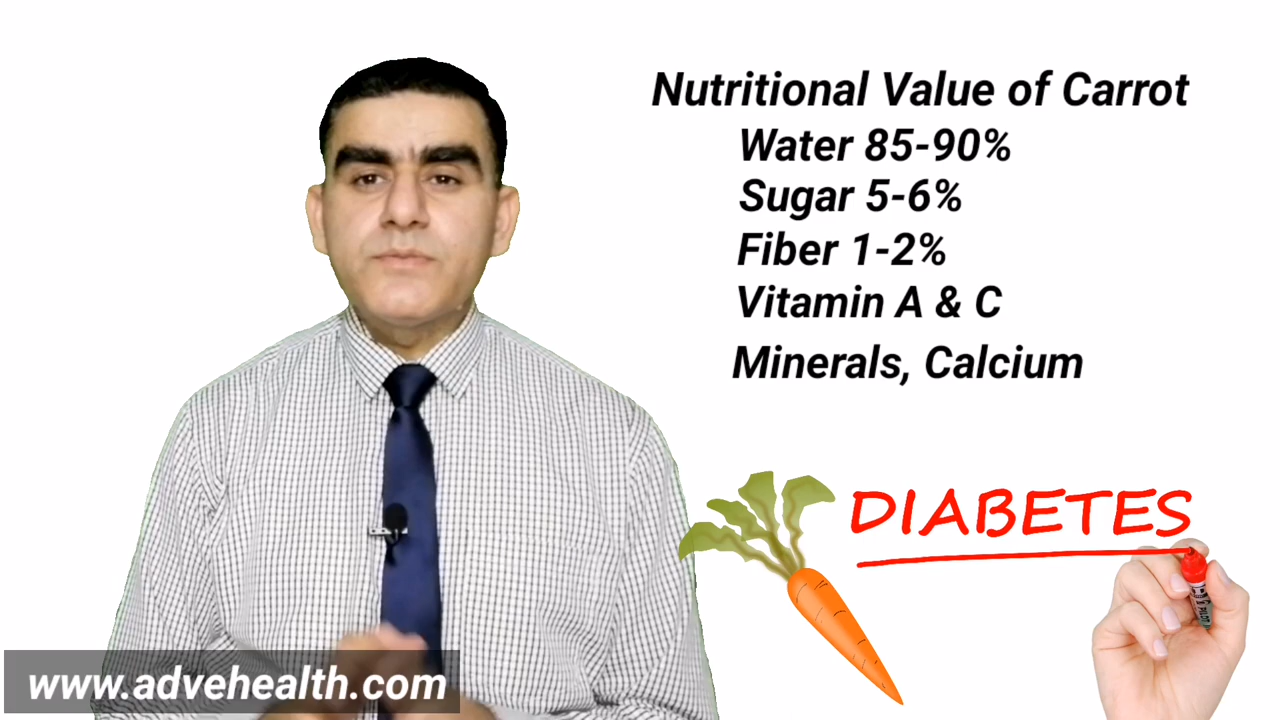 Nutritional Value of Carrot
Water 85-90%
Sugar 5-6%
Fiber 1-2%
Vitamin A & C
Minerals, Calcium
DIABETES
www.advehealth.com